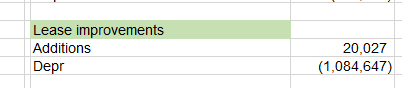 Lease improvements
Additions 20,027
Depr (1,084,647)